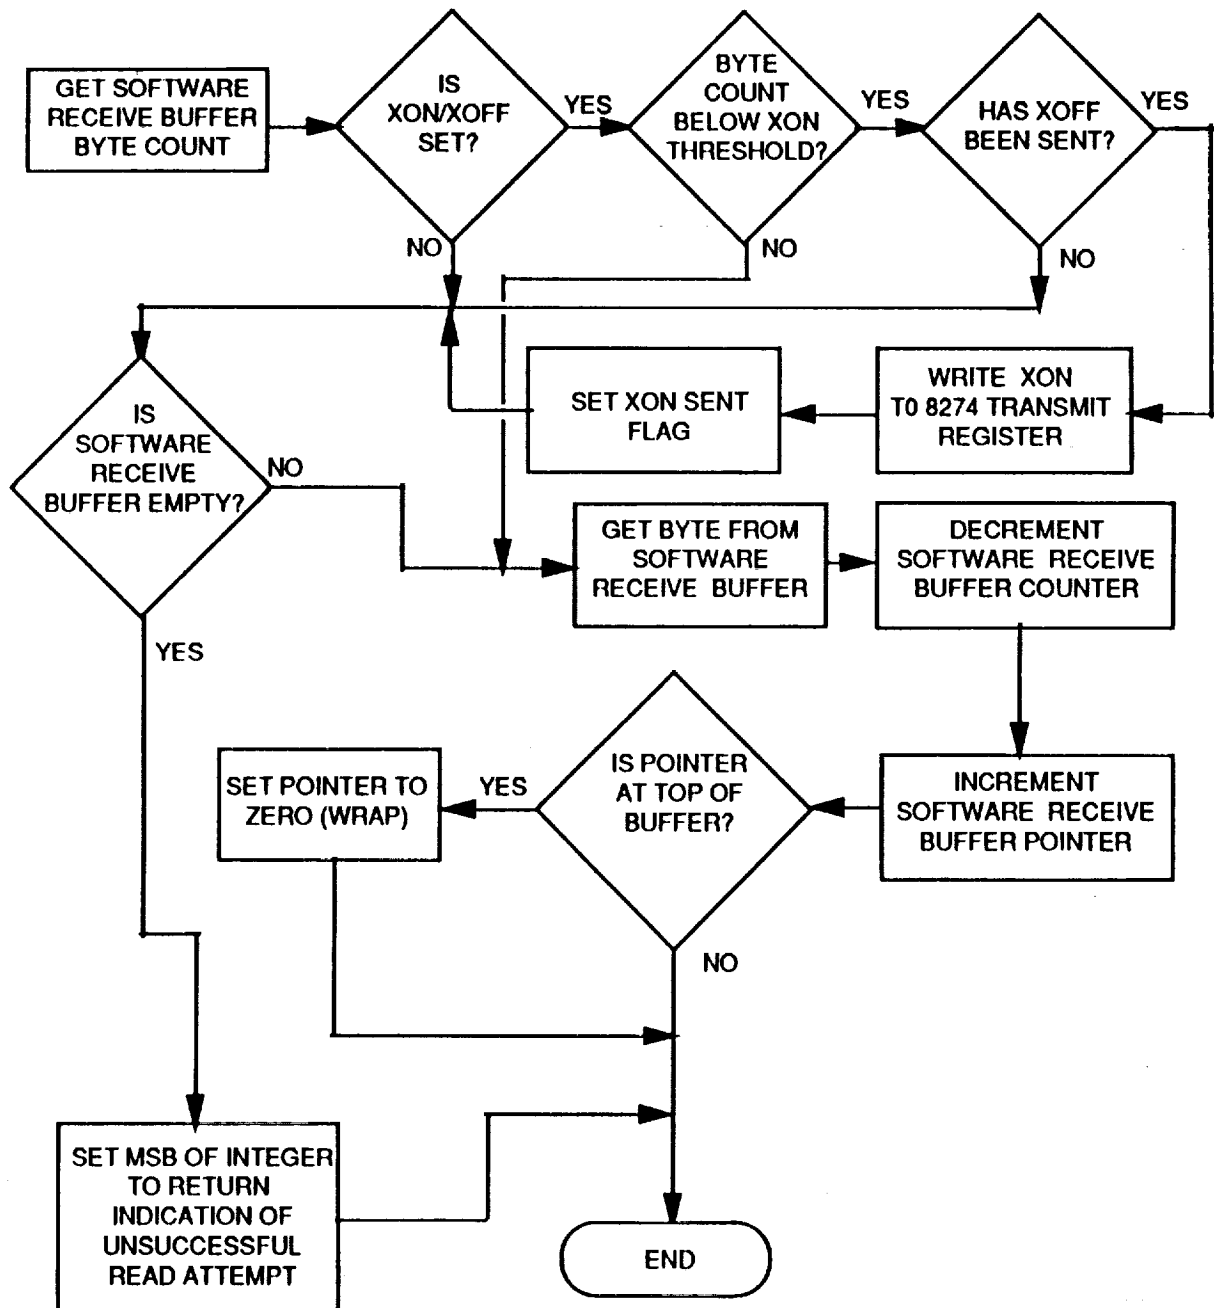 GET SOFTWARE
RECEIVE BUFFER
BYTE COUNT
IS
XON/XOFF
SET?
YES
NO
BYTE
COUNT
BELOW XON
THRESHOLD?
YES
NO
HAS XOFF
BEEN SENT?
YES
NO
WRITE XON
T0 8274 TRANSMIT
REGISTER
SET XON SENT
FLAG
IS
SOFTWARE
RECEIVE
BUFFER EMPTY?
NO
YES
GET BYTE FROM
SOFTWARE
RECEIVE BUFFER
DECREMENT
SOFTWARE RECEIVE
BUFFER COUNTER
INCREMENT
SOFTWARE RECEIVE
BUFFER POINTER
IS POINTER
AT TOP OF
BUFFER?
YES
NO
SET POINTER TO
ZERO (WRAP)
SET MSB OF INTEGER
TO RETURN
INDICATION OF
UNSUCCESSFUL
READ ATTEMPT
END